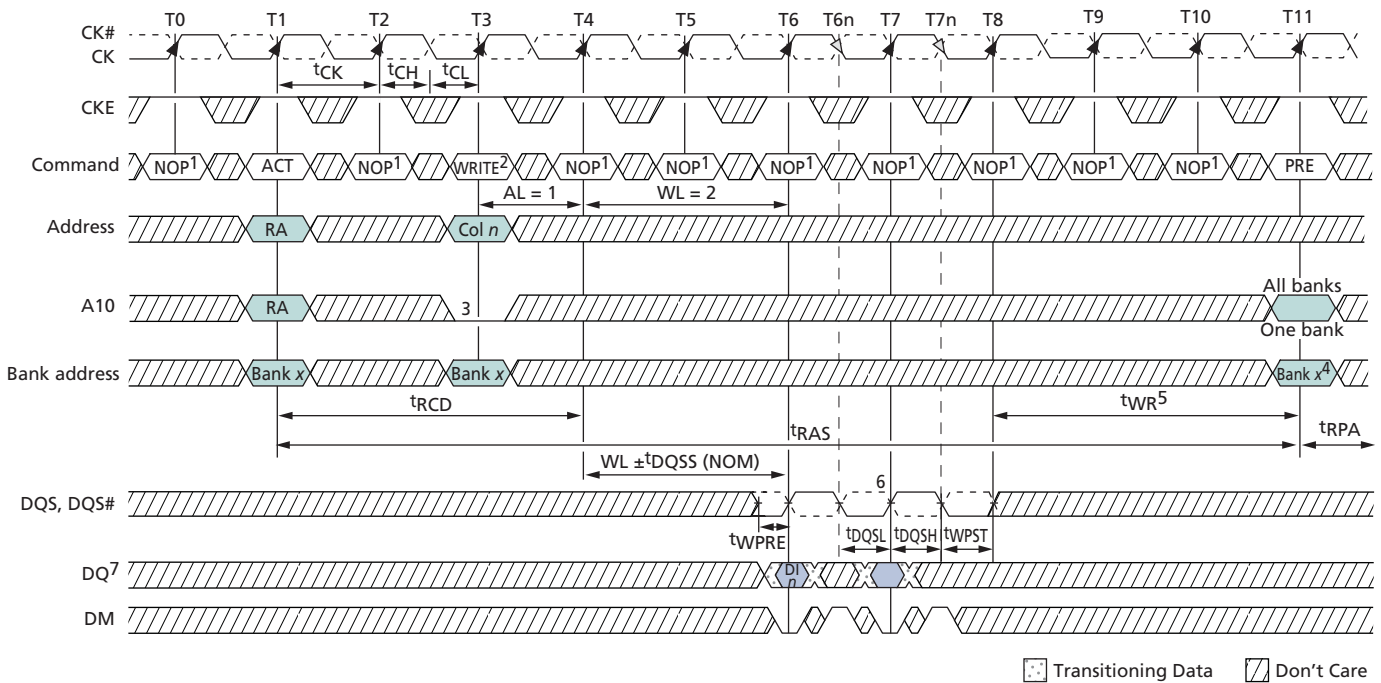 T0 T1 T2 T3 T4 T5 T6 T6n T7 T7n T8 T9 T10 T11
CK#
CK
tCK tCH tCL
CKE
Command NOP1 ACT NOP1 WRITE2 NOP1 NOP1 NOP1 NOP1 NOP1 NOP1 NOP1 PRE
AL = 1 WL = 2
Address RA Col n
All banks
A10 RA 3
One bank
Bank address Bank x Bank x Bank x4
tRCD tWR5
tRAS tRPA
WL ±tDQSS (NOM)
6
DQS, DQS#
tWPRE tDQSL tDQSH tWPST
DQ7 DI
n
DM
Transitioning Data Don't Care